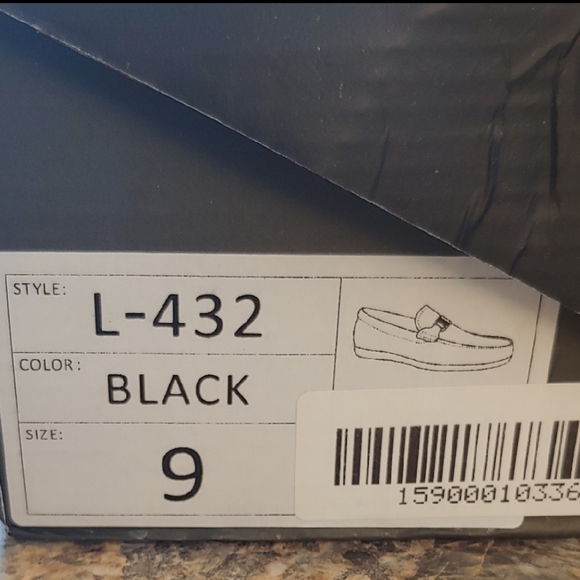 STYLE:
L-432
COLOR:
BLACK
SIZE:
9
15900010336